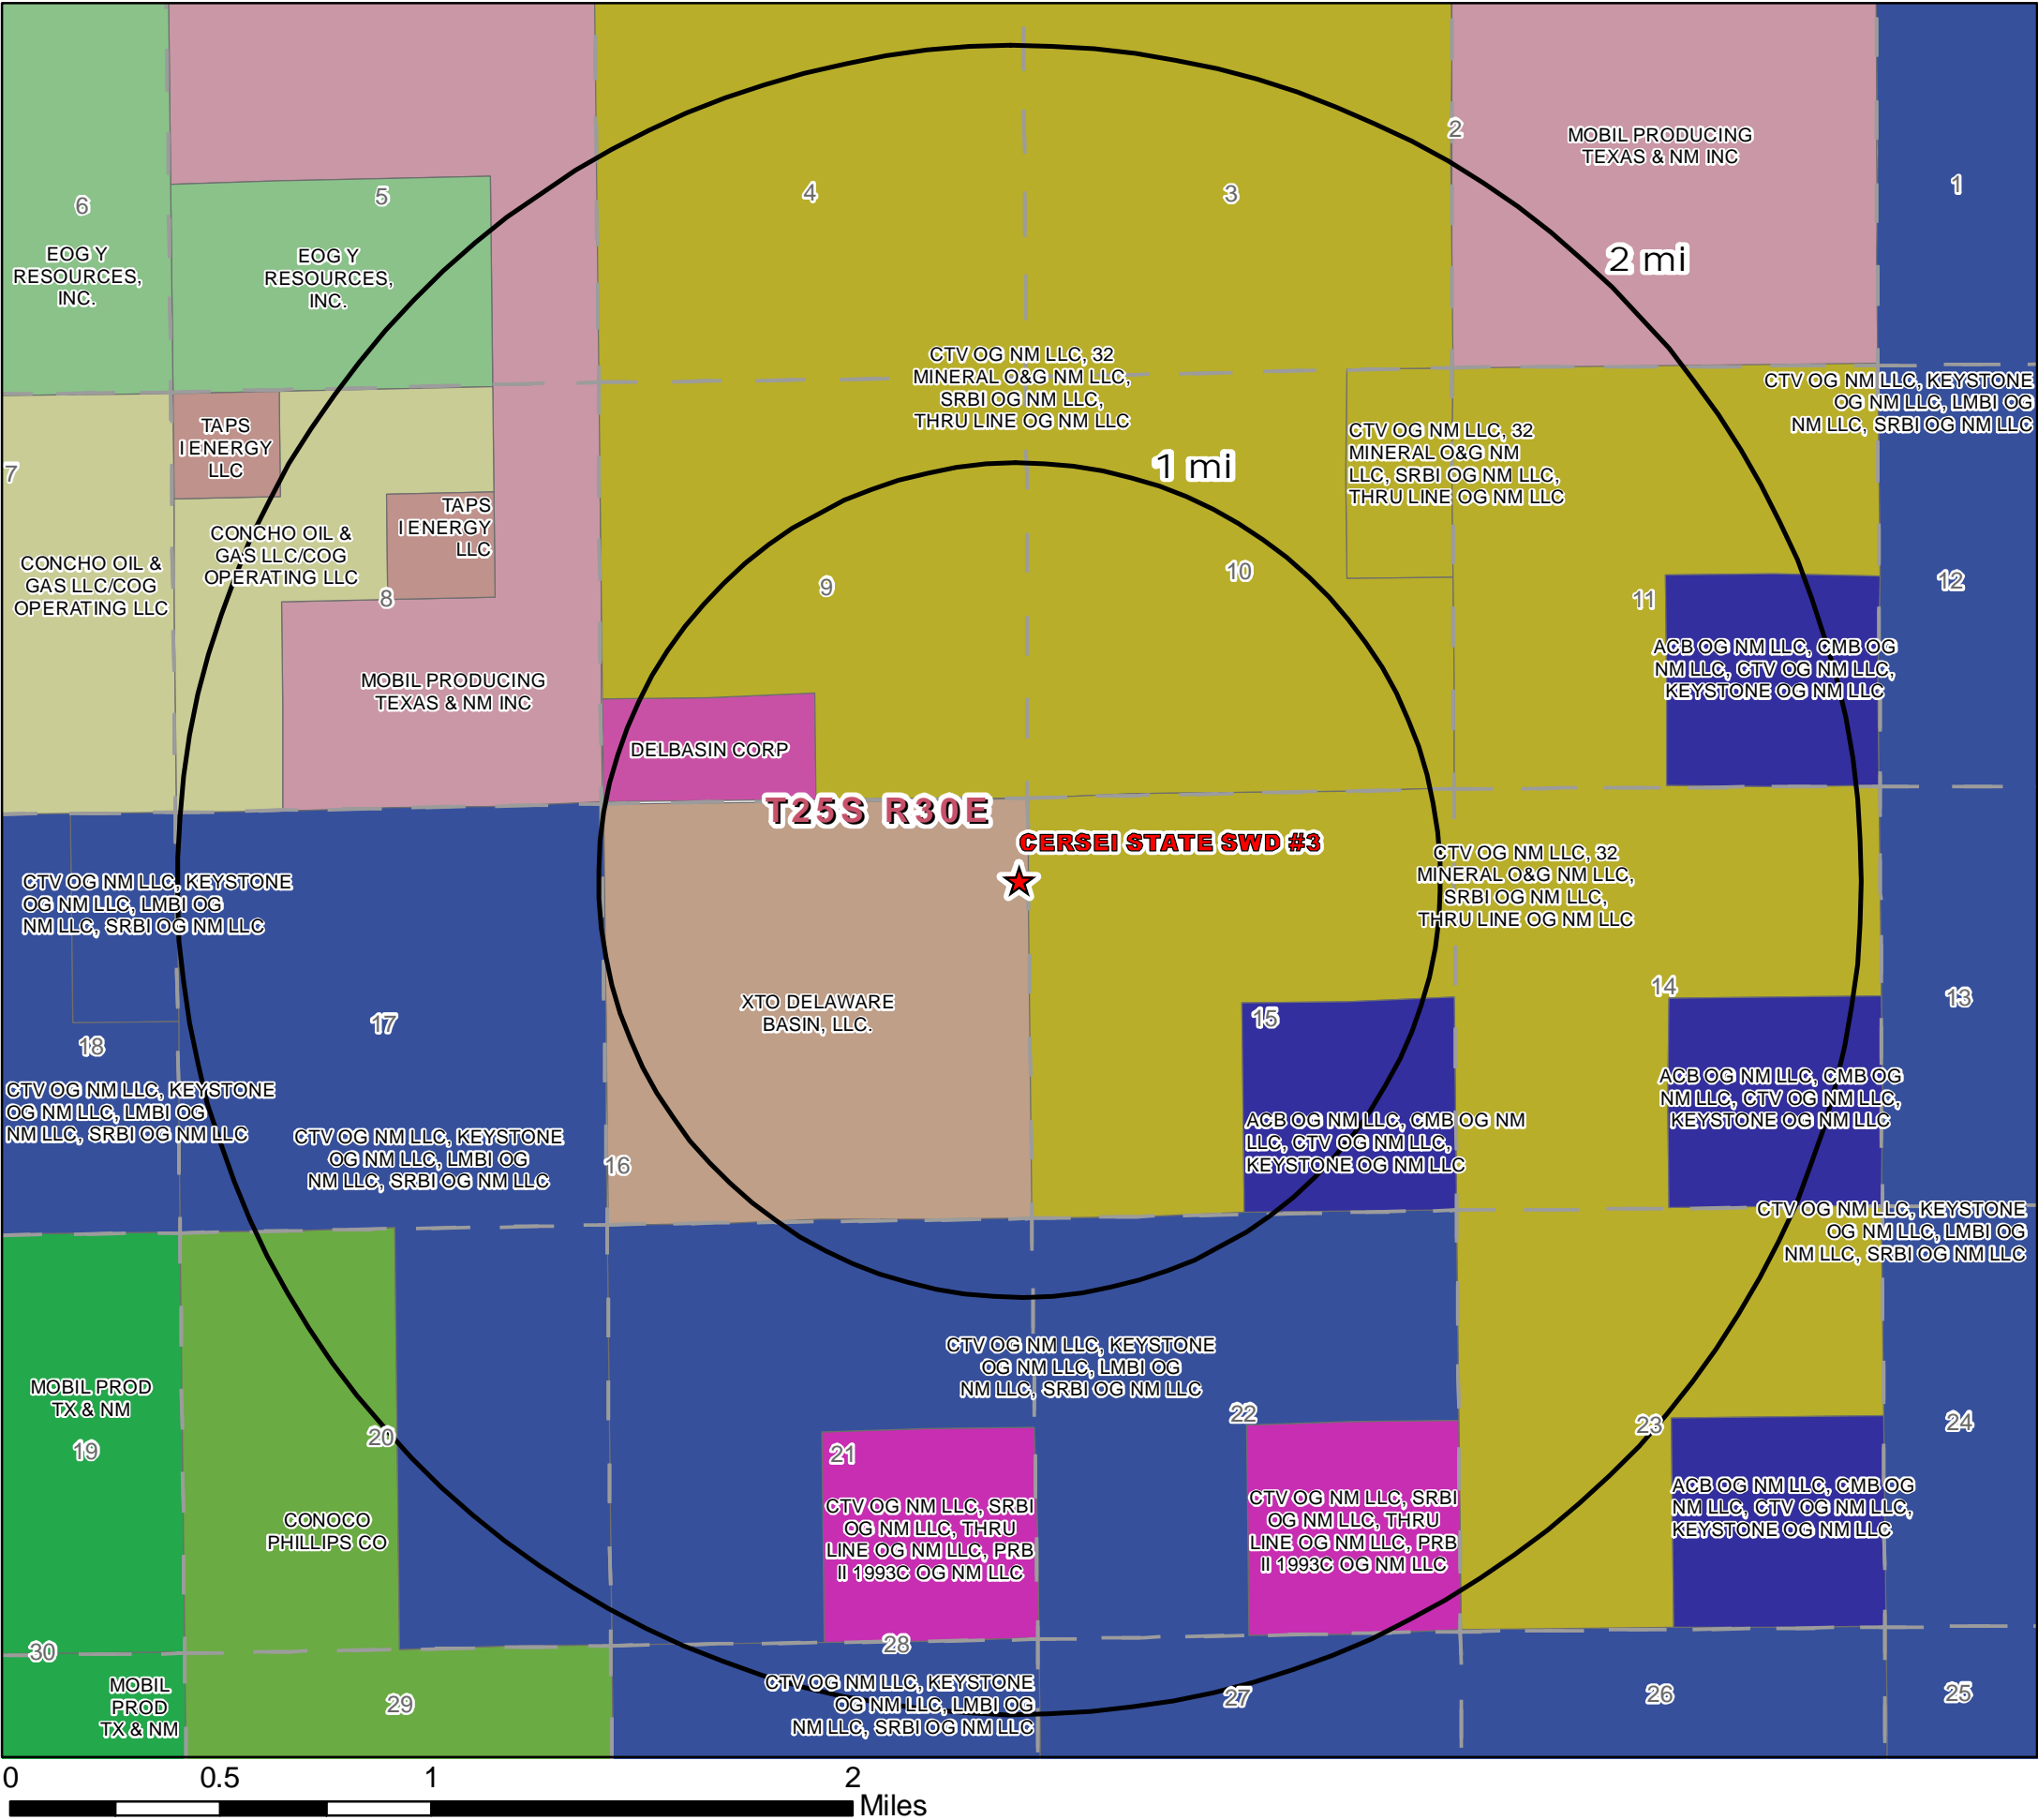 2
MOBIL PRODUCING
TEXAS & NM INC
1
6
5
4
3
EOG Y
RESOURCES,
INC.
EOG Y
RESOURCES,
INC.
2 mi
CTV OG NM LLC, 32
MINERAL O&G NM LLC,
SRBI OG NM LLC,
THRU LINE OG NM LLC
CTV OG NM LLC, KEYSTONE
OG NM LLC, LMBI OG
NM LLC, SRBI OG NM LLC
TAPS
I ENERGY
LLC
CTV OG NM LLC, 32
MINERAL O&G NM
LLC, SRBI OG NM LLC,
THRU LINE OG NM LLC
1 mi
7
TAPS
I ENERGY
LLC
CONCHO OIL &
GAS LLC/COG
OPERATING LLC
CONCHO OIL &
GAS LLC/COG
OPERATING LLC
8
9
10
11
12
ACB OG NM LLC, CMB OG
NM LLC, CTV OG NM LLC,
KEYSTONE OG NM LLC
MOBIL PRODUCING
TEXAS & NM INC
DELBASIN CORP
T25S R30E
CERSEI STATE SWD #3
CTV OG NM LLC, 32
MINERAL O&G NM LLC,
SRBI OG NM LLC,
THRU LINE OG NM LLC
CTV OG NM LLC, KEYSTONE
OG NM LLC, LMBI OG
NM LLC, SRBI OG NM LLC
XTO DELAWARE
BASIN, LLC.
14
13
15
17
18
CTV OG NM LLC, KEYSTONE
OG NM LLC, LMBI OG
NM LLC, SRBI OG NM LLC
ACB OG NM LLC, CMB OG
NM LLC, CTV OG NM LLC,
KEYSTONE OG NM LLC
CTV OG NM LLC, KEYSTONE
OG NM LLC, LMBI OG
NM LLC, SRBI OG NM LLC
16
ACB OG NM LLC, CMB OG NM
LLC, CTV OG NM LLC,
KEYSTONE OG NM LLC
CTV OG NM LLC, KEYSTONE
OG NM LLC, LMBI OG
NM LLC, SRBI OG NM LLC
CTV OG NM LLC, KEYSTONE
OG NM LLC, LMBI OG
NM LLC, SRBI OG NM LLC
MOBIL PROD
TX & NM
19
20
21
22
23
24
CONOCO
PHILLIPS CO
CTV OG NM LLC, SRBI
OG NM LLC, THRU
LINE OG NM LLC, PRB
II 1993C OG NM LLC
CTV OG NM LLC, SRBI
OG NM LLC, THRU
LINE OG NM LLC, PRB
II 1993C OG NM LLC
ACB OG NM LLC, CMB OG
NM LLC, CTV OG NM LLC,
KEYSTONE OG NM LLC
30
28
MOBIL
PROD
TX & NM
29
CTV OG NM LLC, KEYSTONE
OG NM LLC, LMBI OG
NM LLC, SRBI OG NM LLC
27
26
25
0 0.5 1 2
Miles